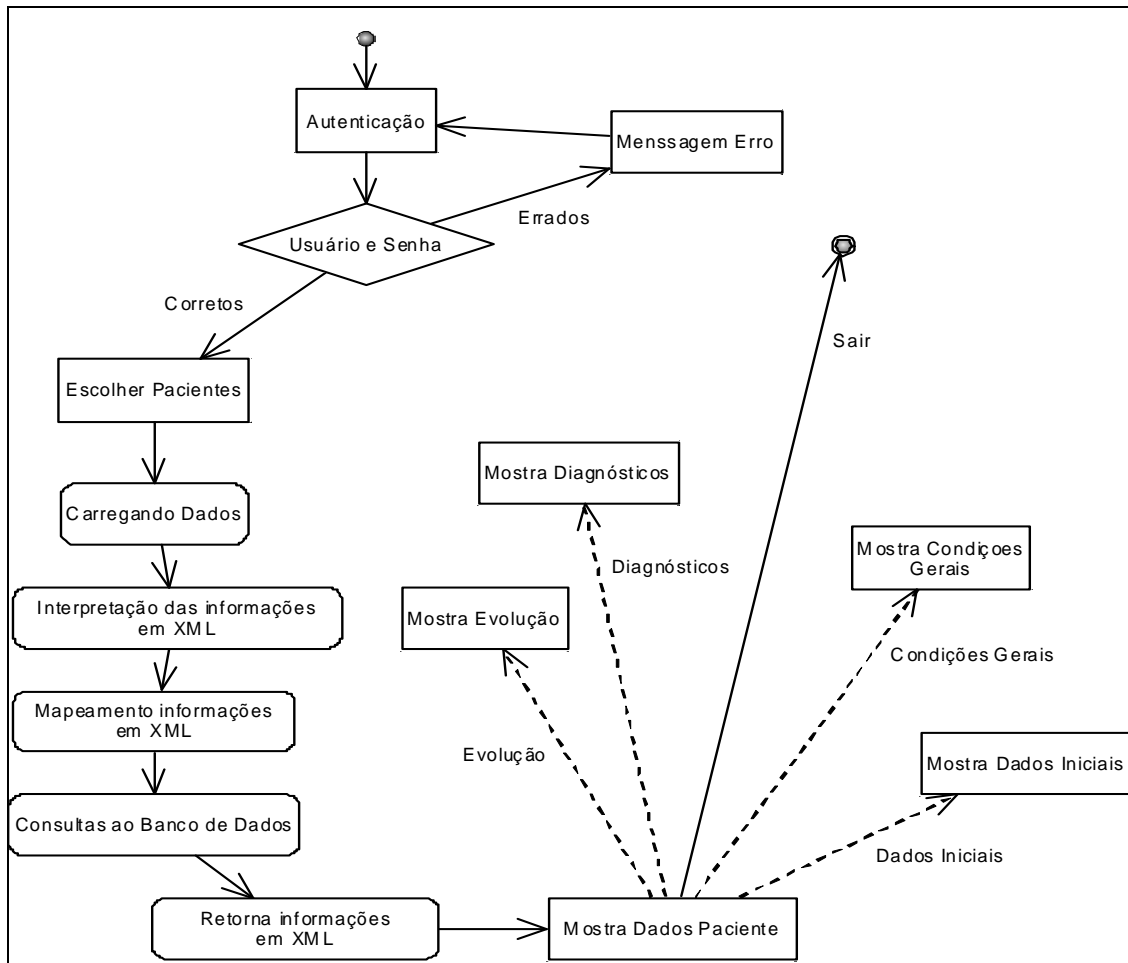 Autenticação
Menssagem Erro
Errados
Usuário e Senha
Corretos
Sair
Escolher Pacientes
Mostra Diagnósticos
Carregando Dados
Mostra Condiçoes
Gerais
Diagnósticos
Interpretação das informações
em XML
Mostra Evolução
Condições Gerais
Mapeamento informações
em XML
Evolução
Mostra Dados Iniciais
Consultas ao Banco de Dados
Dados Iniciais
Retorna informações
em XML
Mostra Dados Paciente